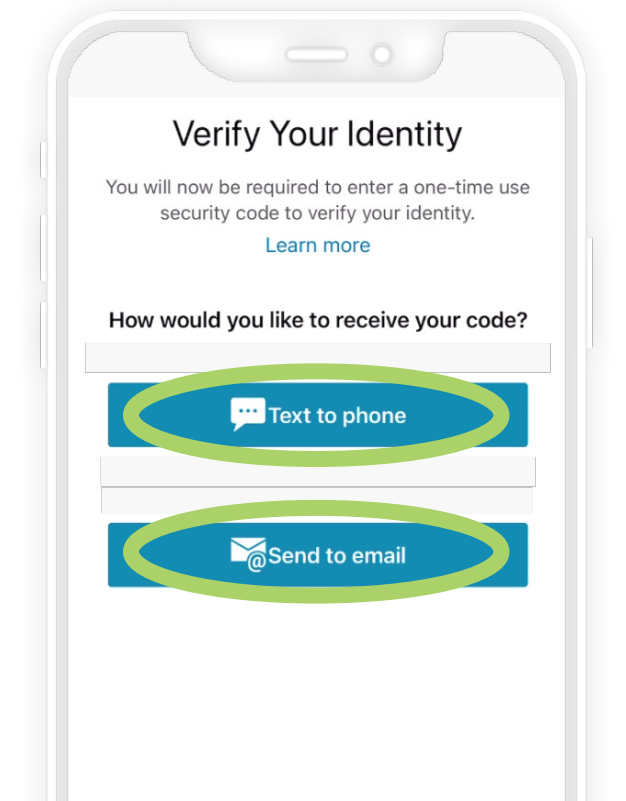 Verify Your Identity
You will now be required to enter a one-time use
security code to verify your identity.
Learn more
How would you like to receive your code?
Text to phone
Send to email